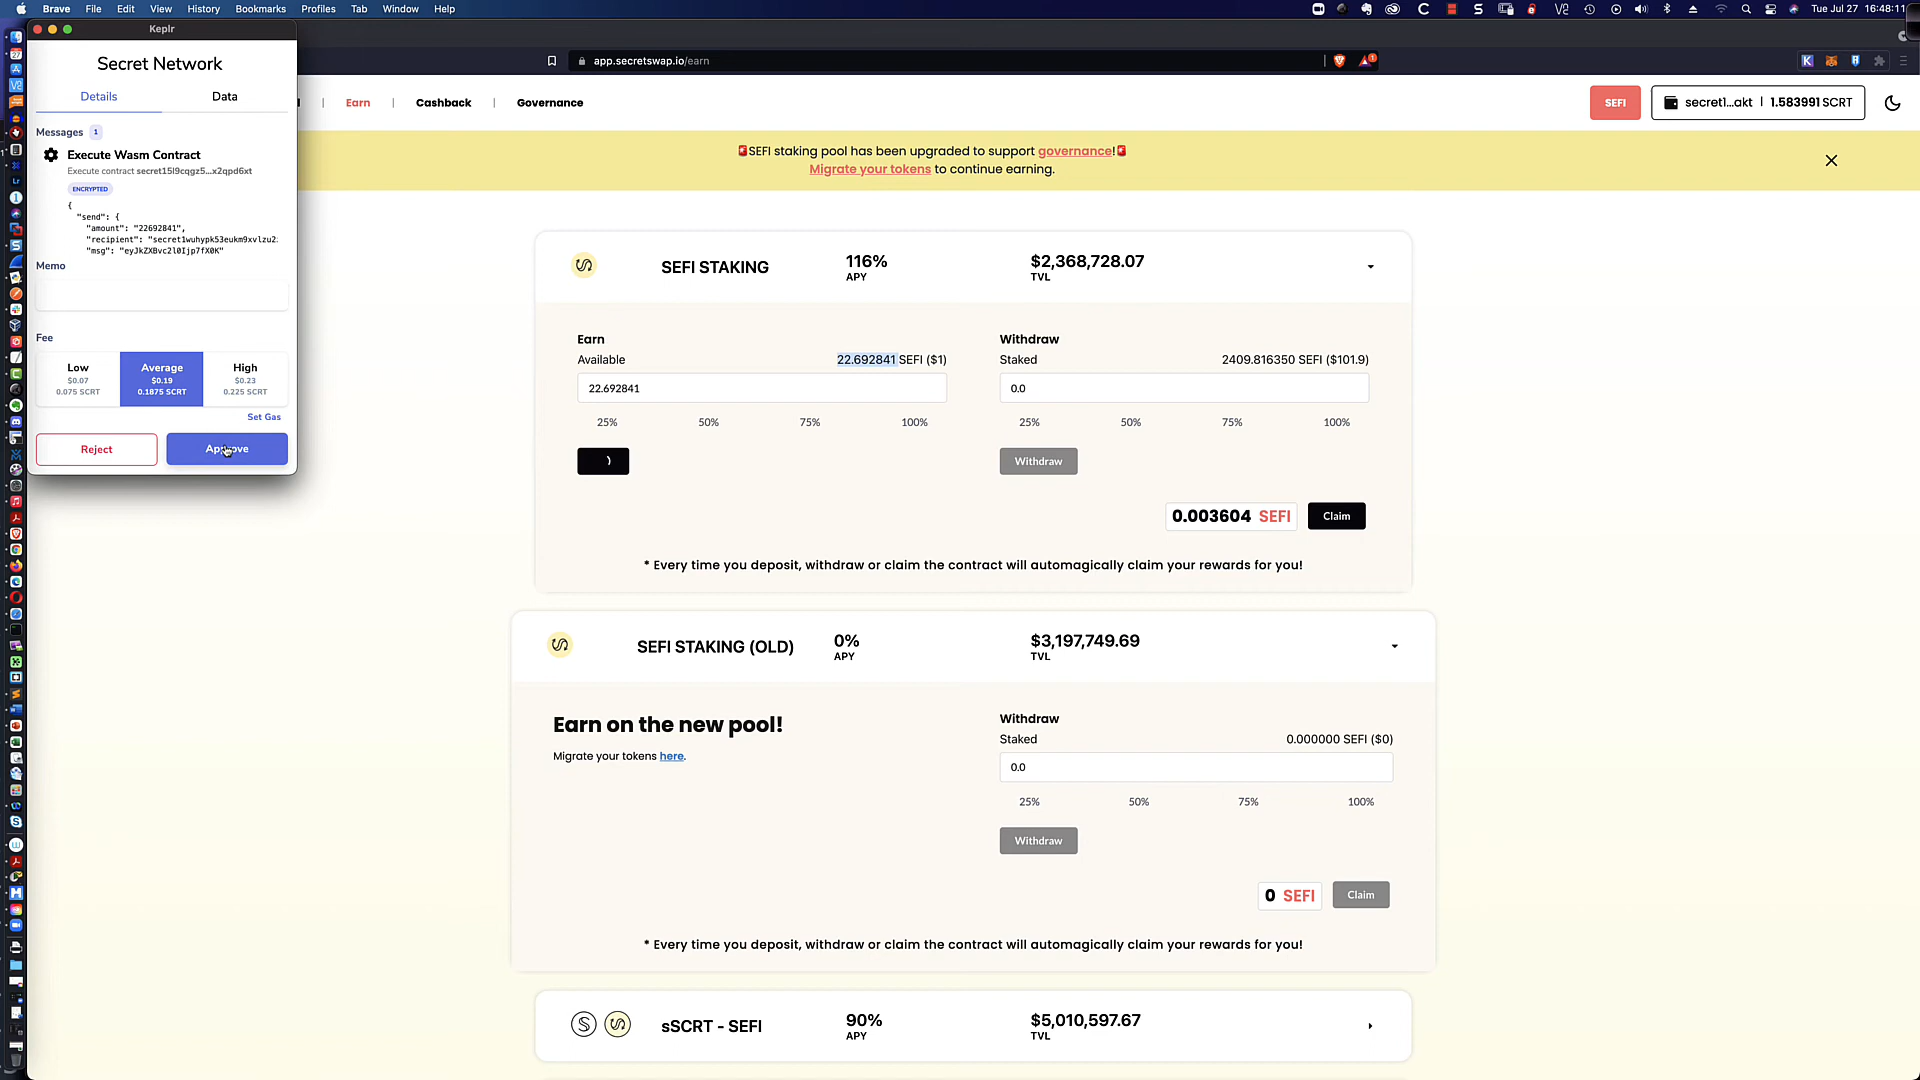 Brave File Edit View History Bookmarks Profiles Tab Window Help
Tue Jul 27 16:48:11
Keplr
app.secretswap.io/earn
Secret Network
Details Data
Messages 1
Execute Wasm Contract
Execute contract secret15l9cqgz5...x2qpd6xt
ENCRYPTED
{
"send": {
"amount": "22692841",
"recipient": "secret1wuhypk53eukm9xvlzu2
"msg": "eyJkZXBvc2l0Ijp7fX0K"
Memo
Fee
Low Average High
$0.07 $0.19 $0.23
0.075 SCRT 0.1875 SCRT 0.225 SCRT
Set Gas
Reject Approve
| Earn | Cashback | Governance
SEFI secret1...akt | 1.583991 SCRT
🚨SEFI staking pool has been upgraded to support governance!🚨
Migrate your tokens to continue earning.
SEFI STAKING 116% APY $2,368,728.07 TVL
Earn
Available 22.692841 SEFI ($1)
22.692841
25% 50% 75% 100%
Withdraw
Staked 2409.816350 SEFI ($101.9)
0.0
25% 50% 75% 100%
Withdraw
0.003604 SEFI Claim
* Every time you deposit, withdraw or claim the contract will automagically claim your rewards for you!
SEFI STAKING (OLD) 0% APY $3,197,749.69 TVL
Earn on the new pool!
Migrate your tokens here.
Withdraw
Staked 0.000000 SEFI ($0)
0.0
25% 50% 75% 100%
Withdraw
0 SEFI Claim
* Every time you deposit, withdraw or claim the contract will automagically claim your rewards for you!
sSCRT - SEFI 90% APY $5,010,597.67 TVL